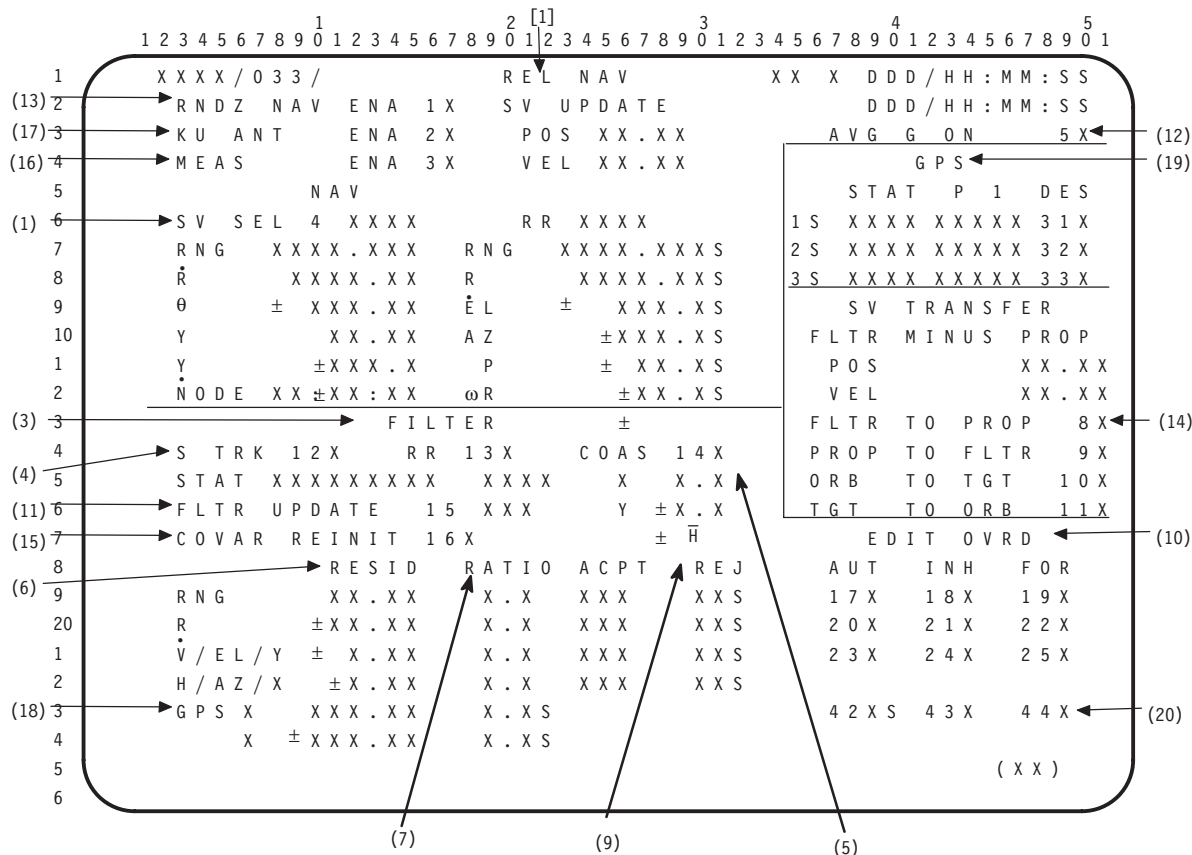 [1]
1 2 3 4 5
1 2 3 4 5 6 7 8 9 0 1 2 3 4 5 6 7 8 9 0 1 2 3 4 5 6 7 8 9 0 1 2 3 4 5 6 7 8 9 0 1 2 3 4 5 6 7 8 9 0 1
1 XXXX/033/ REL NAV XX X DDD/HH:MM:SS
(13) 2 RNDZ NAV ENA 1X SV UPDATE DDD/HH:MM:SS
(17) 3 KU ANT ENA 2X POS XX.XX AVG G ON 5X (12)
(16) 4 MEAS ENA 3X VEL XX.XX GPS (19)
5 NAV STAT P 1 DES
(1) 6 SV SEL 4 XXXX RR XXXX 1S XXXX XXXXX 31X
7 RNG XXXX.XXX RNG XXXX.XXXS 2S XXXX XXXXX 32X
8 Ṙ XXXX.XX R XXXX.XXS 3S XXXX XXXXX 33X
9 θ ± XXX.XX ĖL ± XXX.XS SV TRANSFER
10 Y XX.XX AZ ±XXX.XS FLTR MINUS PROP
1 Y ±XXX.X P ± XX.XS POS XX.XX
2 ṄODE XX:±XX:XX ωR ±XX.XS VEL XX.XX
(3) 3 FILTER ± FLTR TO PROP 8X (14)
(4) 4 S TRK 12X RR 13X COAS 14X PROP TO FLTR 9X
5 STAT XXXXXXXX XXXX X X.X ORB TO TGT 10X
(11) 6 FLTR UPDATE 15 XXX Y ±X.X TGT TO ORB 11X
(15) 7 COVAR REINIT 16X ± H̅ EDIT OVRD (10)
(6) 8 RESID RATIO ACPT REJ AUT INH FOR
9 RNG XX.XX X.X XXX XXS 17X 18X 19X
20 R ±XX.XX X.X XXX XXS 20X 21X 22X
1 V̇/EL/Y ± X.XX X.X XXX XXS 23X 24X 25X
2 H/AZ/X ±X.XX X.X XXX XXS
(18) 3 GPS X XXX.XX X.XS 42XS 43X 44X (20)
4 X ±XXX.XX X.XS
5 (XX)
6
(7) (9) (5)